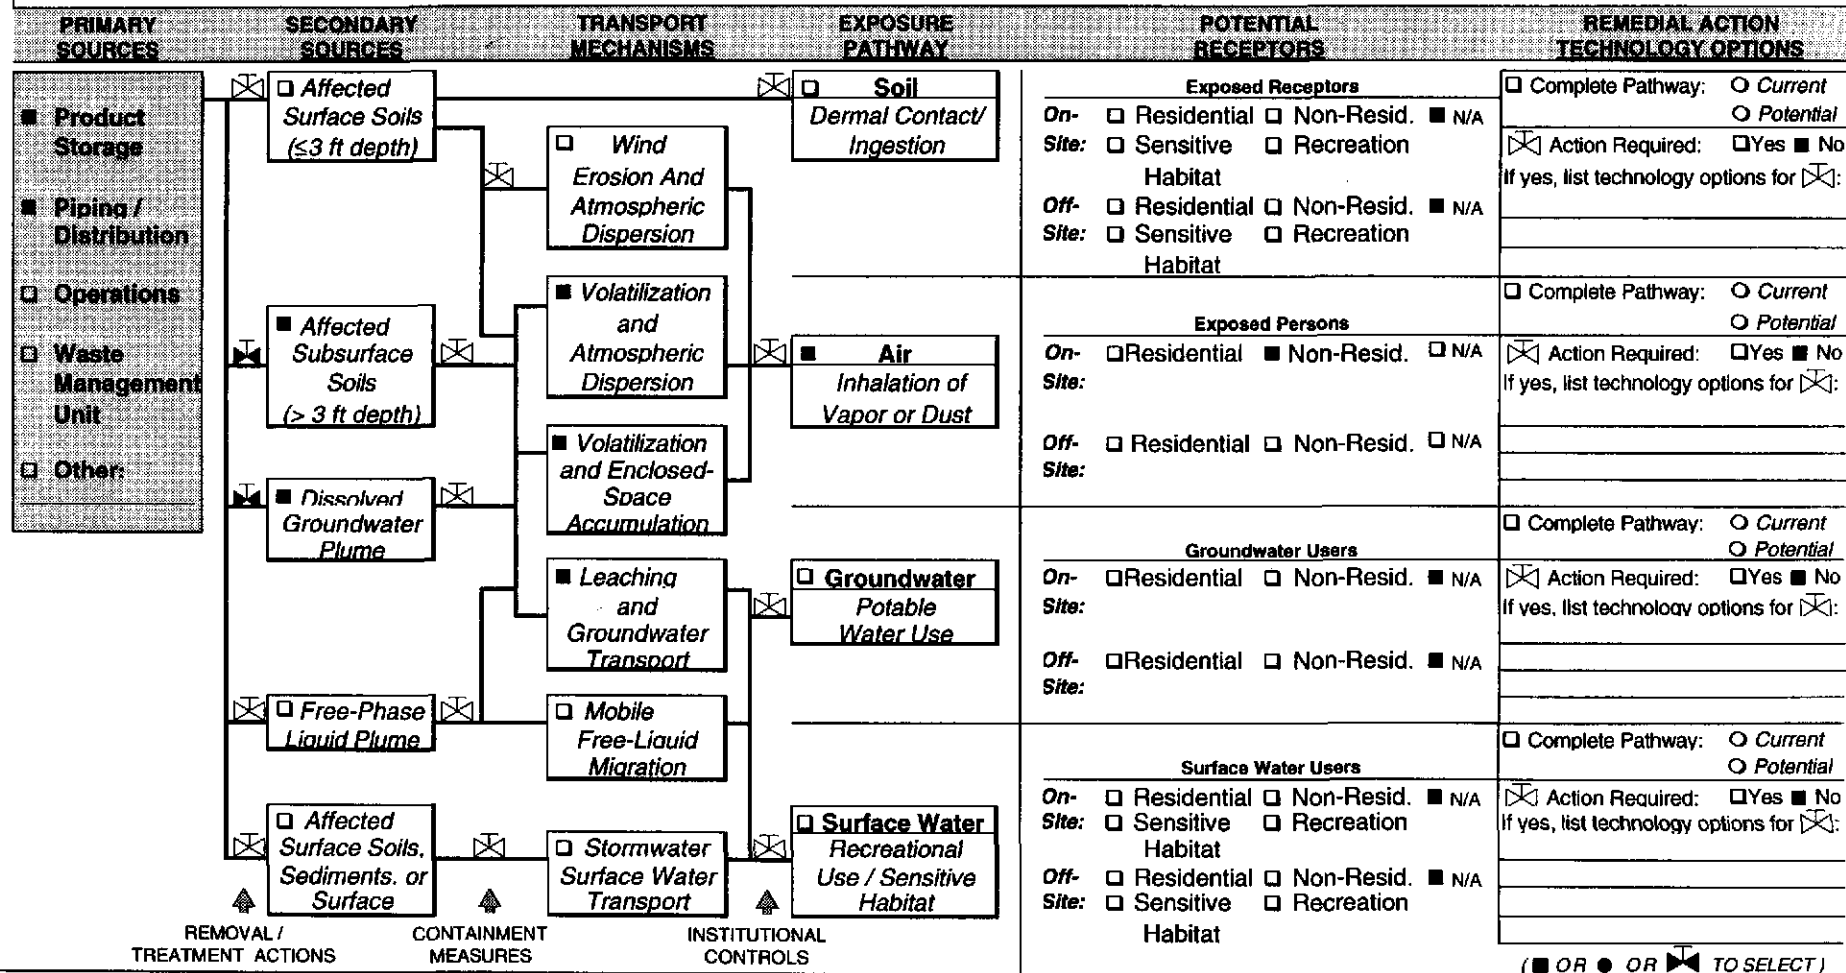 PRIMARY SOURCES
SECONDARY SOURCES
TRANSPORT MECHANISMS
EXPOSURE PATHWAY
POTENTIAL RECEPTORS
REMEDIAL ACTION TECHNOLOGY OPTIONS
■ Product
Storage
■ Piping /
Distribution
❑ Operations
❑ Waste
Management
Unit
❑ Other:
❑ Affected
Surface Soils
(≤3 ft depth)
■ Affected
Subsurface
Soils
(> 3 ft depth)
■ Dissolved
Groundwater
Plume
❑ Free-Phase
Liquid Plume
❑ Affected
Surface Soils,
Sediments, or
Surface
❑ Wind
Erosion And
Atmospheric
Dispersion
■ Volatilization
and
Atmospheric
Dispersion
■ Volatilization
and Enclosed-
Space
Accumulation
■ Leaching
and
Groundwater
Transport
❑ Mobile
Free-Liquid
Migration
❑ Stormwater
Surface Water
Transport
❑ Soil
Dermal Contact/
Ingestion
■ Air
Inhalation of
Vapor or Dust
❑ Groundwater
Potable
Water Use
❑ Surface Water
Recreational
Use / Sensitive
Habitat
REMOVAL /
TREATMENT ACTIONS
CONTAINMENT
MEASURES
INSTITUTIONAL
CONTROLS
Exposed Receptors
On- ❑ Residential ❑ Non-Resid. ■ N/A
Site: ❑ Sensitive ❑ Recreation
Habitat
Off- ❑ Residential ❑ Non-Resid. ■ N/A
Site: ❑ Sensitive ❑ Recreation
Habitat
❑ Complete Pathway: O Current
O Potential
Action Required: ❑Yes ■ No
If yes, list technology options for :
Exposed Persons
On- ❑Residential ■ Non-Resid. ❑ N/A
Site:
Off- ❑ Residential ❑ Non-Resid. ❑ N/A
Site:
❑ Complete Pathway: O Current
O Potential
Action Required: ❑Yes ■ No
If yes, list technology options for :
Groundwater Users
On- ❑Residential ❑ Non-Resid. ■ N/A
Site:
Off- ❑Residential ❑ Non-Resid. ■ N/A
Site:
❑ Complete Pathway: O Current
O Potential
Action Required: ❑Yes ■ No
If yes, list technology options for :
Surface Water Users
On- ❑ Residential ❑ Non-Resid. ■ N/A
Site: ❑ Sensitive ❑ Recreation
Habitat
Off- ❑ Residential ❑ Non-Resid. ■ N/A
Site: ❑ Sensitive ❑ Recreation
Habitat
❑ Complete Pathway: O Current
O Potential
Action Required: ❑Yes ■ No
If yes, list technology options for :
(■ OR ● OR TO SELECT)